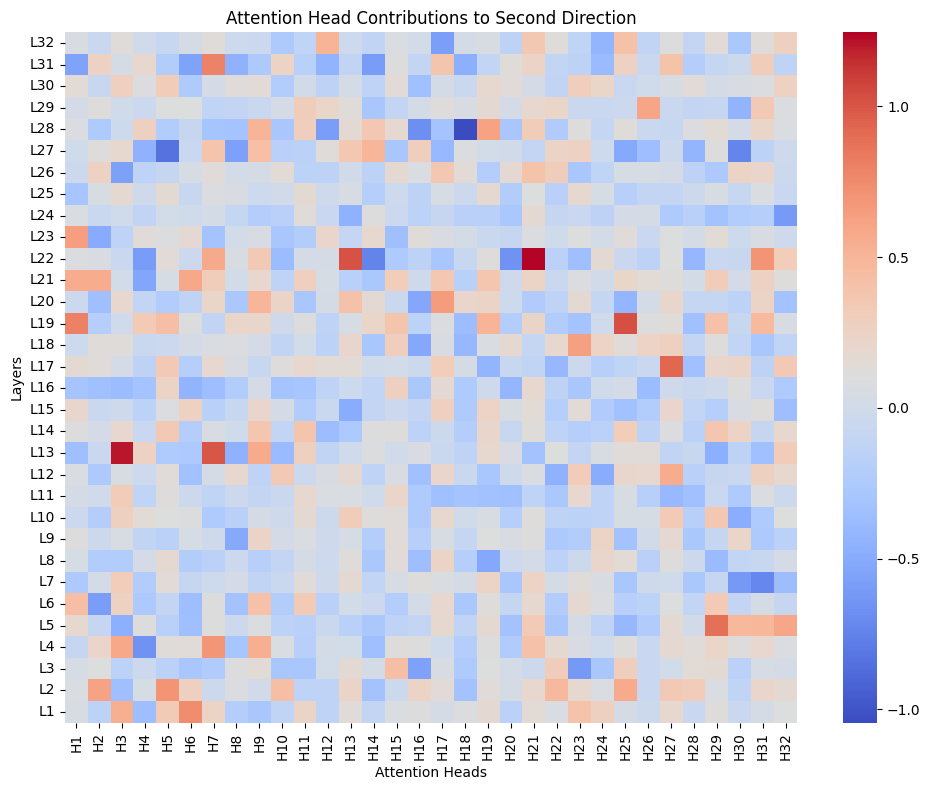 Attention Head Contributions to Second Direction
Layers
L32
L31
L30
L29
L28
L27
L26
L25
L24
L23
L22
L21
L20
L19
L18
L17
L16
L15
L14
L13
L12
L11
L10
L9
L8
L7
L6
L5
L4
L3
L2
L1
H1 H2 H3 H4 H5 H6 H7 H8 H9 H10 H11 H12 H13 H14 H15 H16 H17 H18 H19 H20 H21 H22 H23 H24 H25 H26 H27 H28 H29 H30 H31 H32
Attention Heads
1.0
0.5
0.0
−0.5
−1.0